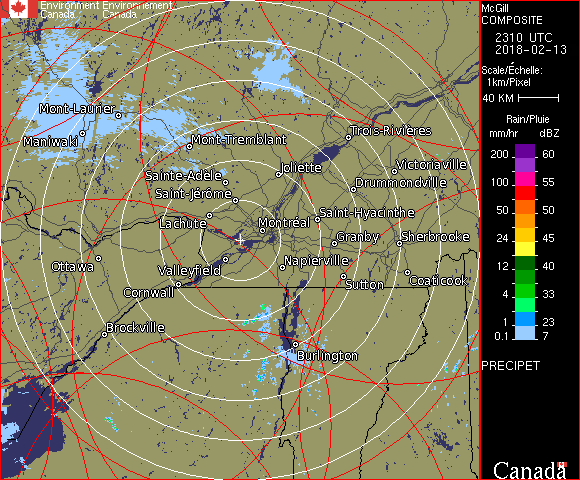 Environment Environnement
Canada Canada
Mont-Laurier
Maniwaki
Mont-Tremblant
Trois-Rivières
Sainte-Adèle
Joliette
Victoriaville
Saint-Jérôme
Drummondville
Lachute
Montréal
Saint-Hyacinthe
Granby
Sherbrooke
Ottawa
Valleyfield
Napierville
Cornwall
Sutton
Coaticook
Brockville
Burlington
McGill
COMPOSITE
2310 UTC
2018-02-13
Scale/Échelle:
1km/Pixel
40 KM
Rain/Pluie
mm/hr dBZ
200 60
55
100 55
50 50
24 45
12 40
4 33
1 23
0.1 7
PRECIPET
Canada